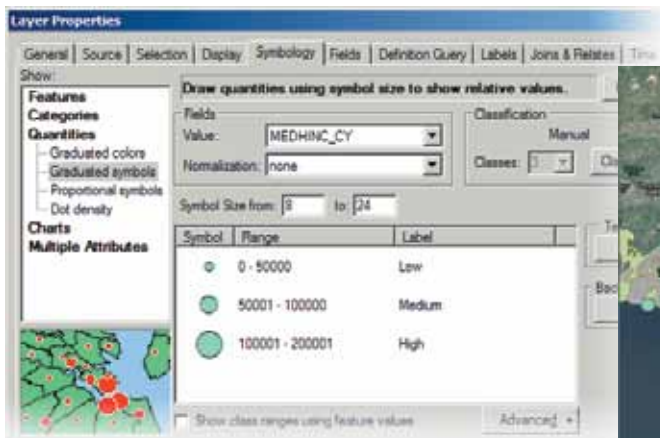 Layer Properties
General Source Selection Display Symbology Fields Definition Query Labels Joins & Relates Time
Show:
Features
Categories
Quantities
Graduated colors
Graduated symbols
Proportional symbols
Dot density
Charts
Multiple Attributes
Draw quantities using symbol size to show relative values.
Fields
Value: MEDHINC_CY
Normalization: none
Classification
Manual
Classes: 3
Symbol Size from: 8 to: 24
Symbol Range Label
0 - 50000 Low
50001 - 100000 Medium
100001 - 200001 High
Show class ranges using feature values
Advanced